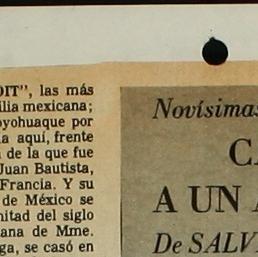 OIT", las más
ilia mexicana;
oyohuaque por
a aquí, frente
a de la que fue
Juan Bautista,
Francia. Y su
de México se
nitad del siglo
ana de Mme.
ga, se casó en
Novísimas
CA
A UN A
De SALV